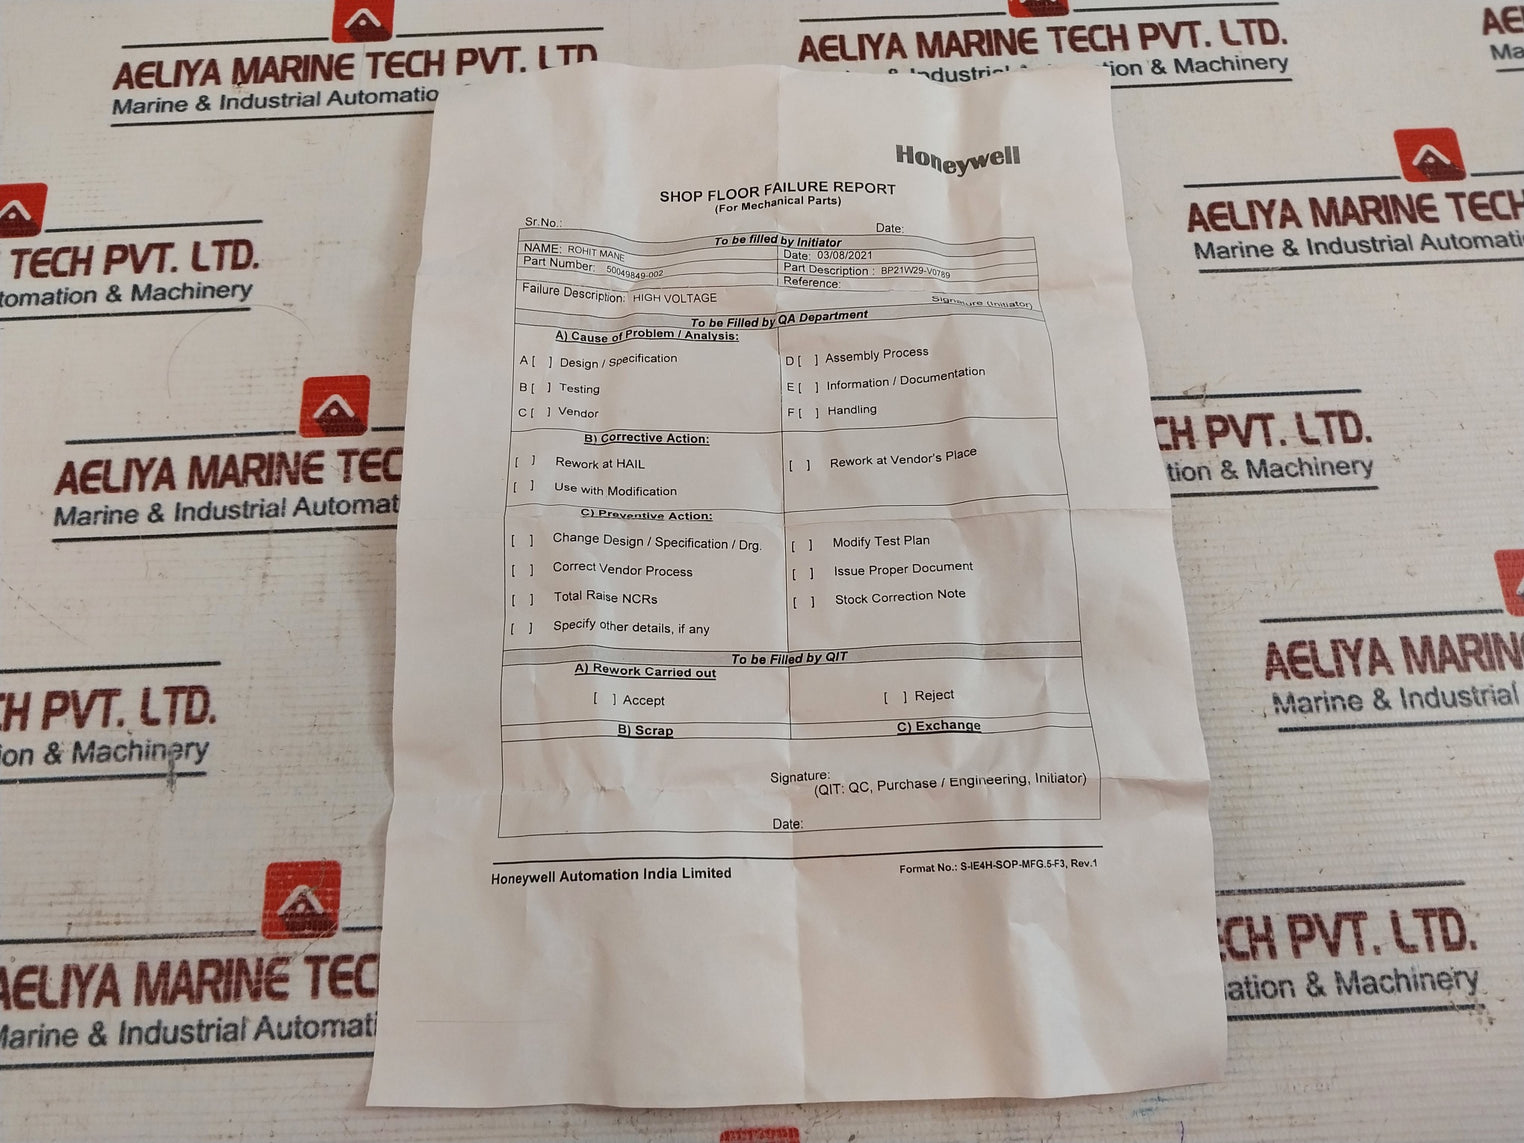 AELIYA MARINE TECH PVT. LTD
Marine & Industrial Automatio
AELIYA MARINE TECH PVT. LTD.
ndustri tion & Machinery
AE
Ma
AELIYA MARINE TECH
Marine & Industrial Automati
TECH PVT. LTD.
tomation & Machinery
AELIYA MARINE TEC
Marine & Industrial Automat
CH PVT. LTD.
tion & Machinery
AELIYA MARIN
Marine & Industrial
CH PVT. LTD.
ion & Machinery
AELIYA MARINE TEC
Marine & Industrial Automati
ECH PVT. LTD.
ation & Machinery
Honeywell
SHOP FLOOR FAILURE REPORT
(For Mechanical Parts)
Sr.No.: Date:
To be filled by Initiator
NAME: ROHIT MANE Date: 03/08/2021
Part Number: 50049849-002 Part Description : BP21W29-V0789
Reference:
Failure Description: HIGH VOLTAGE Signature (Initiator)
To be Filled by QA Department
A) Cause of Problem / Analysis:
A [ ] Design / Specification D [ ] Assembly Process
B [ ] Testing E [ ] Information / Documentation
C [ ] Vendor F [ ] Handling
B) Corrective Action:
[ ] Rework at HAIL [ ] Rework at Vendor's Place
[ ] Use with Modification
C) Preventive Action:
[ ] Change Design / Specification / Drg. [ ] Modify Test Plan
[ ] Correct Vendor Process [ ] Issue Proper Document
[ ] Total Raise NCRs [ ] Stock Correction Note
[ ] Specify other details, if any
To be Filled by QIT
A) Rework Carried out
[ ] Accept [ ] Reject
B) Scrap C) Exchange
Signature:
(QIT: QC, Purchase / Engineering, Initiator)
Date:
Honeywell Automation India Limited Format No.: S-IE4H-SOP-MFG.5-F3, Rev.1